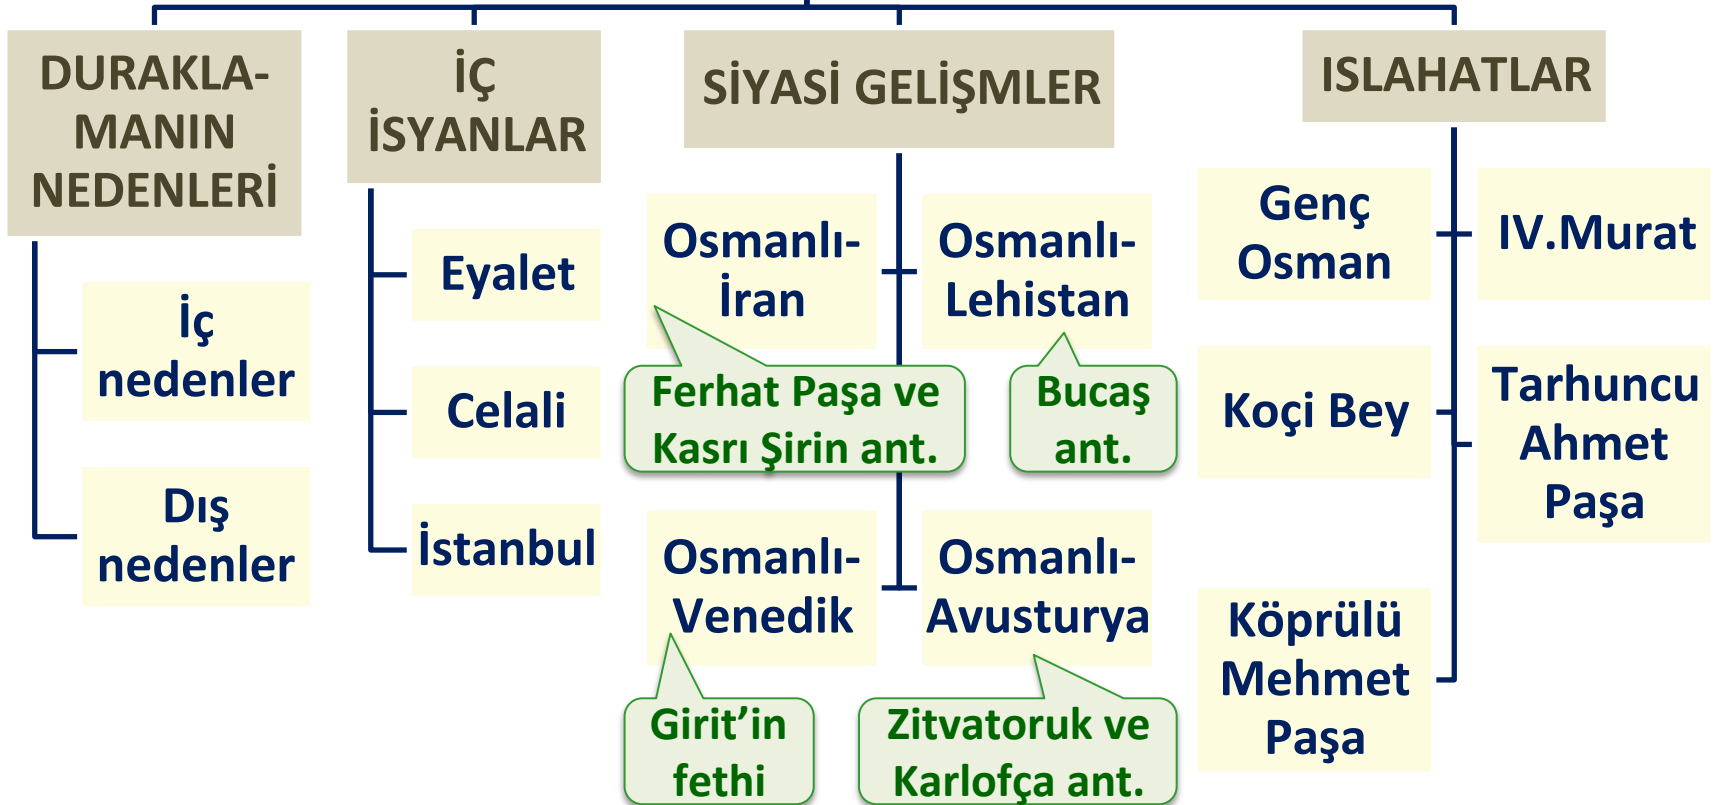 DURAKLA-
MANIN
NEDENLERİ
İç
nedenler
Dış
nedenler
İÇ
İSYANLAR
Eyalet
Celali
İstanbul
SİYASİ GELİŞMLER
Osmanlı-
İran
Osmanlı-
Lehistan
Ferhat Paşa ve
Kasrı Şirin ant.
Bucaş
ant.
Osmanlı-
Venedik
Osmanlı-
Avusturya
Girit’in
fethi
Zitvatoruk ve
Karlofça ant.
ISLAHATLAR
Genç
Osman
IV.Murat
Koçi Bey
Tarhuncu
Ahmet
Paşa
Köprülü
Mehmet
Paşa